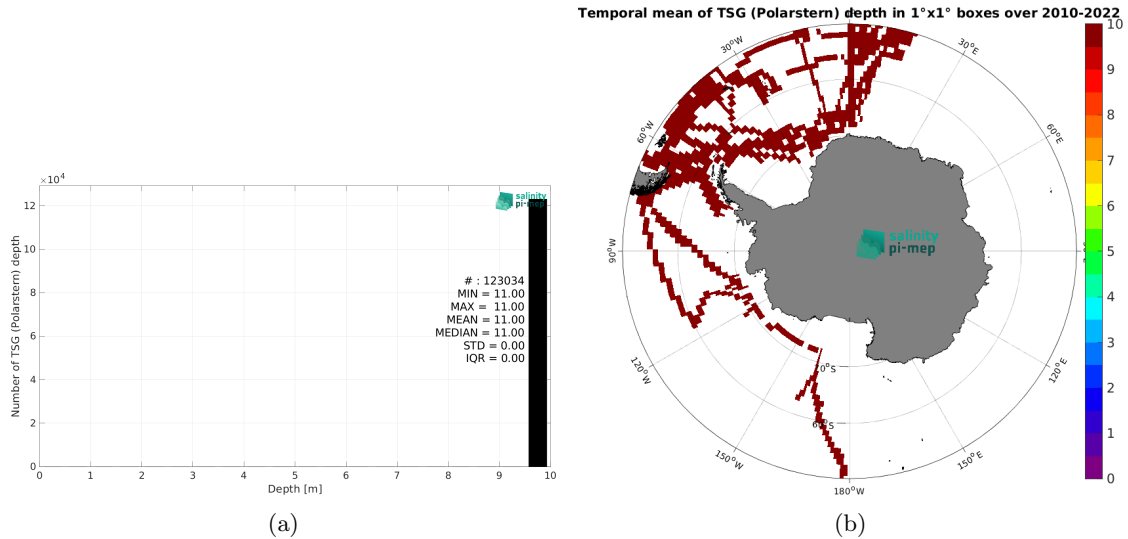 ×10⁴
12
10
8
6
4
2
0
Number of TSG (Polarstern) depth
salinity
pi-mep
# : 123034
MIN = 11.00
MAX = 11.00
MEAN = 11.00
MEDIAN = 11.00
STD = 0.00
IQR = 0.00
0 1 2 3 4 5 6 7 8 9 10
Depth [m]
(a)
Temporal mean of TSG (Polarstern) depth in 1°x1° boxes over 2010-2022
30°W
30°E
60°W
60°E
90°W
salinity
pi-mep
120°W
120°E
70°S
60°S
150°W
150°E
180°W
10
9
8
7
6
5
4
3
2
1
0
(b)